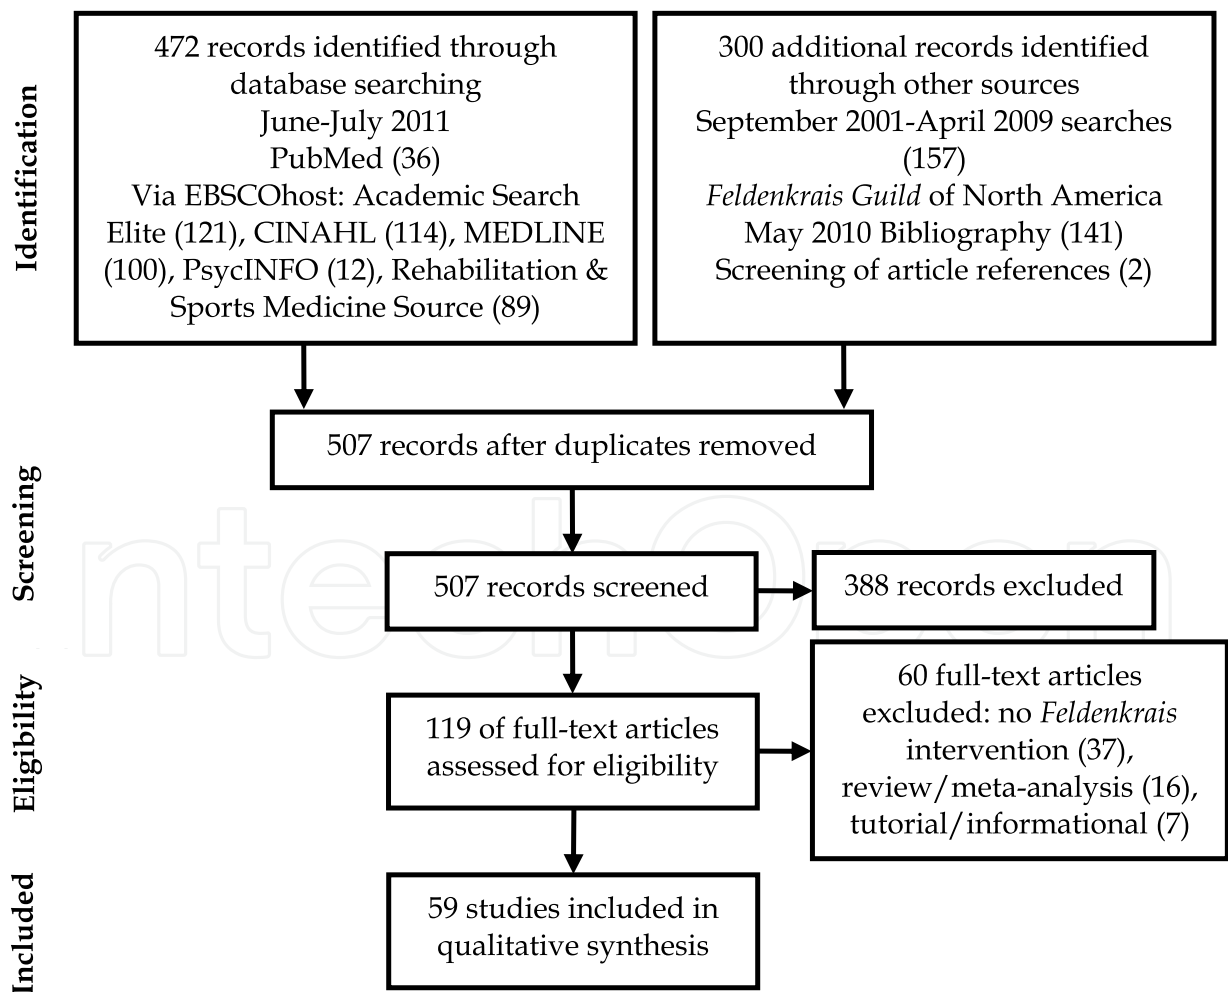 Identification
472 records identified through
database searching
June-July 2011
PubMed (36)
Via EBSCOhost: Academic Search
Elite (121), CINAHL (114), MEDLINE
(100), PsycINFO (12), Rehabilitation &
Sports Medicine Source (89)
300 additional records identified
through other sources
September 2001-April 2009 searches
(157)
Feldenkrais Guild of North America
May 2010 Bibliography (141)
Screening of article references (2)
507 records after duplicates removed
Screening
507 records screened
388 records excluded
Eligibility
119 of full-text articles
assessed for eligibility
60 full-text articles
excluded: no Feldenkrais
intervention (37),
review/meta-analysis (16),
tutorial/informational (7)
Included
59 studies included in
qualitative synthesis
ntechOpen